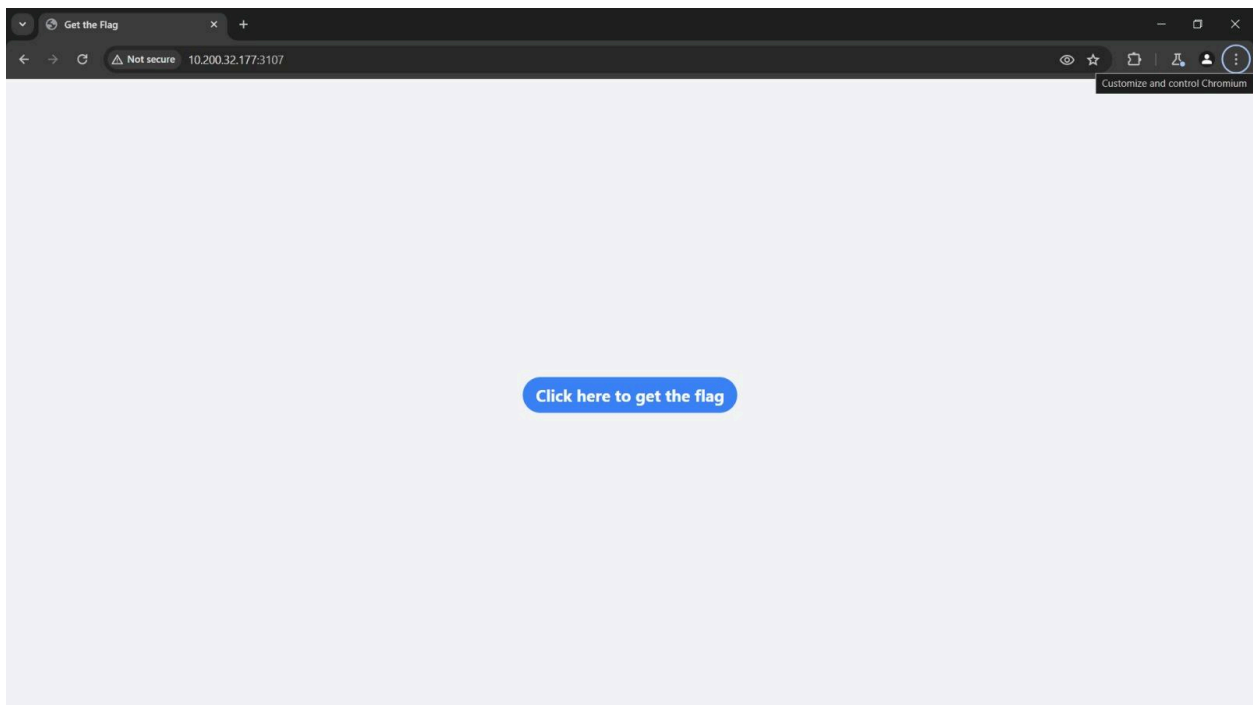 Get the Flag
Not secure 10.200.32.177:3107
Customize and control Chromium
Click here to get the flag